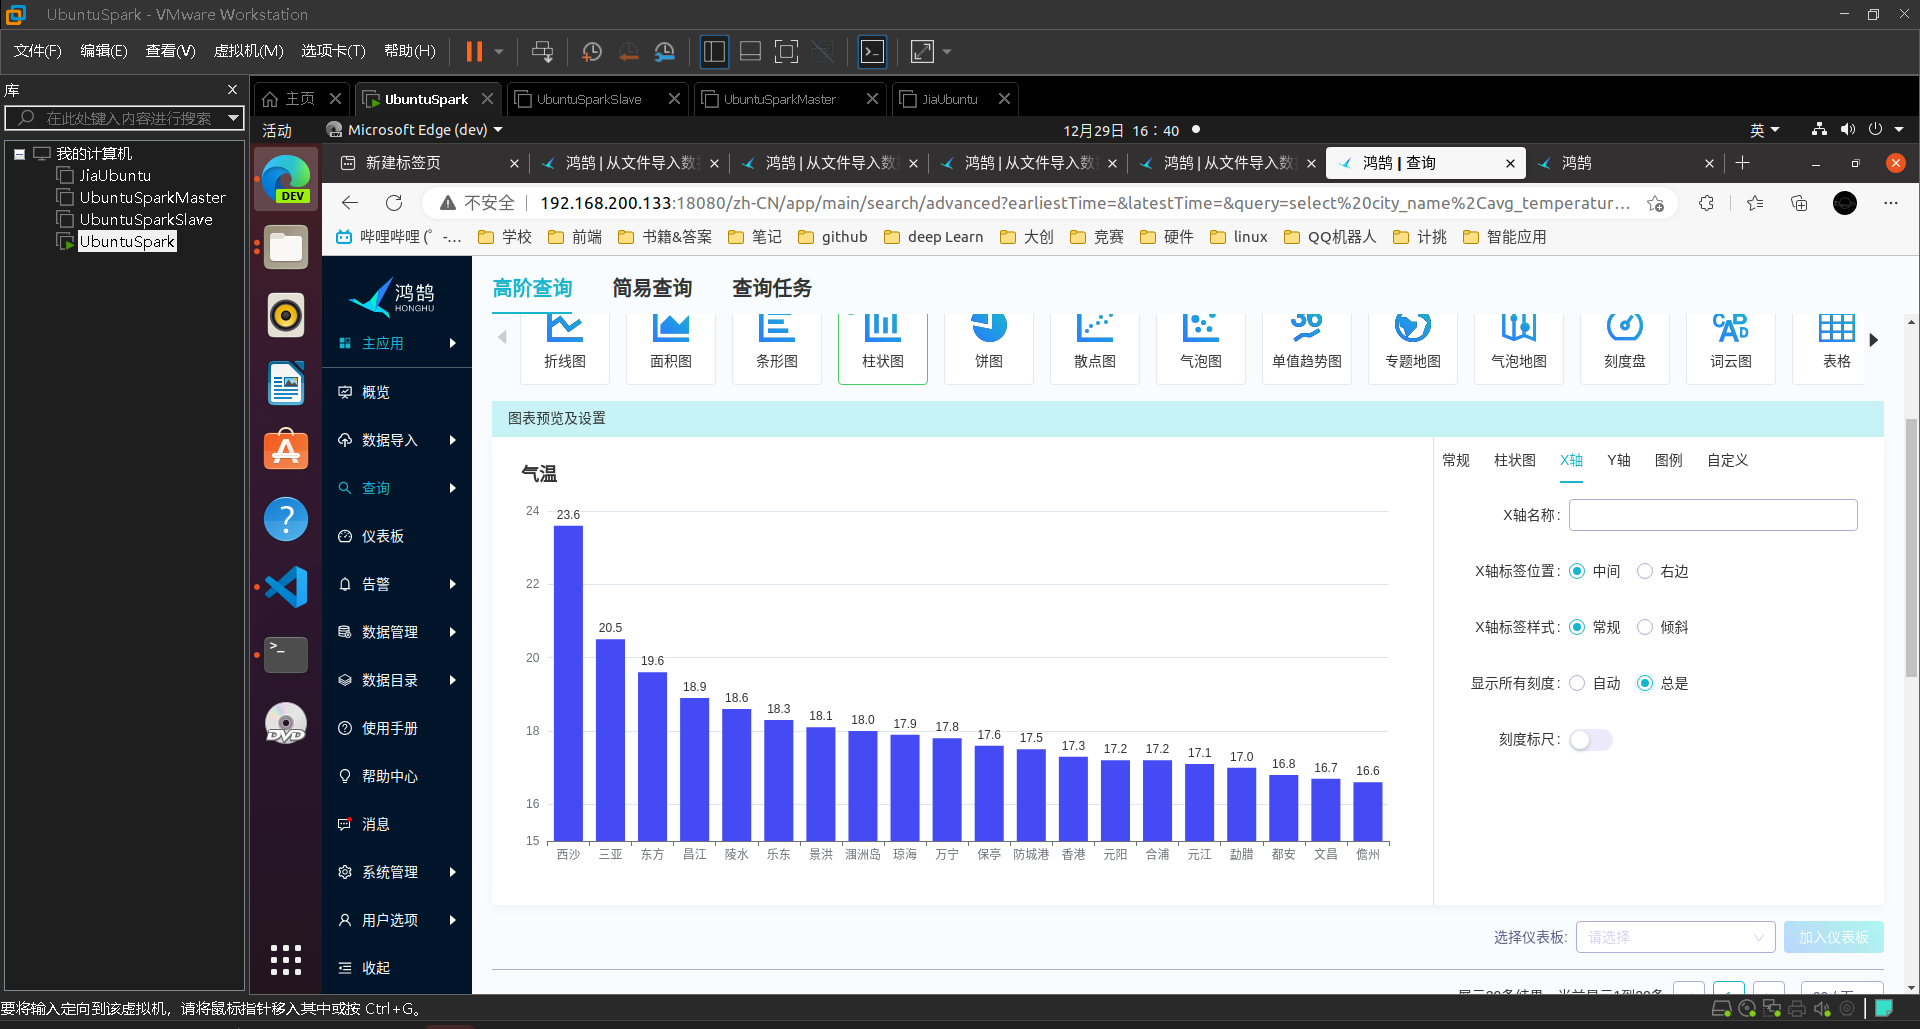 UbuntuSpark - VMware Workstation
文件(F) 编辑(E) 查看(V) 虚拟机(M) 选项卡(T) 帮助(H)
库
在此处键入内容进行搜索
我的计算机
JiaUbuntu
UbuntuSparkMaster
UbuntuSparkSlave
UbuntuSpark
主页 UbuntuSpark UbuntuSparkSlave UbuntuSparkMaster JiaUbuntu
活动 Microsoft Edge (dev) 12月29日 16：40 英
新建标签页 鸿鹄 | 从文件导入数 鸿鹄 | 从文件导入数 鸿鹄 | 从文件导入数 鸿鹄 | 从文件导入数 鸿鹄 | 查询 鸿鹄
不安全 192.168.200.133:18080/zh-CN/app/main/search/advanced?earliestTime=&latestTime=&query=select%20city_name%2Cavg_temperatur...
哔哩哔哩 (゜-... 学校 前端 书籍&答案 笔记 github deep Learn 大创 竞赛 硬件 linux QQ机器人 计挑 智能应用
DEV
DVD
鸿鹄
HONGHU
主应用
概览
数据导入
查询
仪表板
告警
数据管理
数据目录
使用手册
帮助中心
消息
系统管理
用户选项
收起
高阶查询 简易查询 查询任务
折线图 面积图 条形图 柱状图 饼图 散点图 气泡图 单值趋势图 专题地图 气泡地图 刻度盘 词云图 表格
图表预览及设置
气温
24
22
20
18
16
15
23.6 20.5 19.6 18.9 18.6 18.3 18.1 18.0 17.9 17.8 17.6 17.5 17.3 17.2 17.2 17.1 17.0 16.8 16.7 16.6
西沙 三亚 东方 昌江 陵水 乐东 景洪 涠洲岛 琼海 万宁 保亭 防城港 香港 元阳 合浦 元江 勐腊 都安 文昌 儋州
常规 柱状图 X轴 Y轴 图例 自定义
X轴名称:
X轴标签位置: 中间 右边
X轴标签样式: 常规 倾斜
显示所有刻度: 自动 总是
刻度标尺:
选择仪表板: 请选择 加入仪表板
要将输入定向到该虚拟机，请将鼠标指针移入其中或按 Ctrl+G。